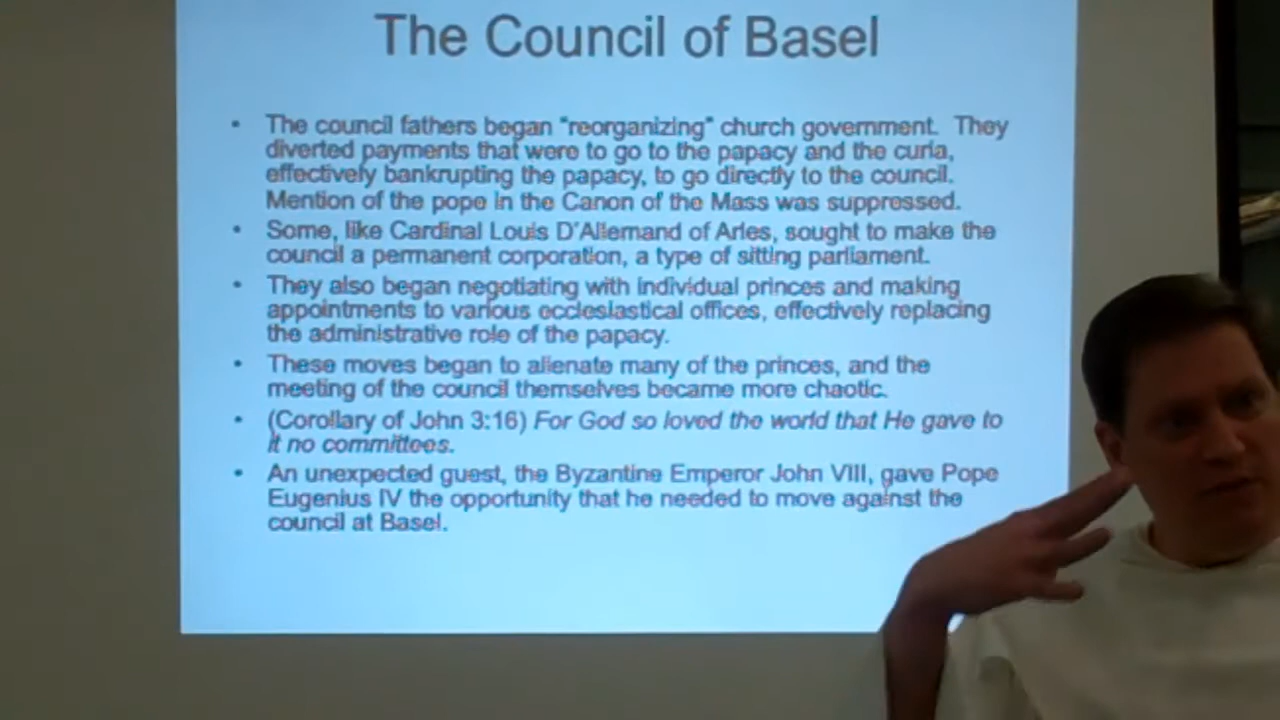 The Council of Basel
• The council fathers began "reorganizing" church government. They
diverted payments that were to go to the papacy and the curia,
effectively bankrupting the papacy, to go directly to the council.
Mention of the pope in the Canon of the Mass was suppressed.
• Some, like Cardinal Louis D'Allemand of Arles, sought to make the
council a permanent corporation, a type of sitting parliament.
• They also began negotiating with individual princes and making
appointments to various ecclesiastical offices, effectively replacing
the administrative role of the papacy.
• These moves began to alienate many of the princes, and the
meeting of the council themselves became more chaotic.
• (Corollary of John 3:16) For God so loved the world that He gave to
it no committees.
• An unexpected guest, the Byzantine Emperor John VIII, gave Pope
Eugenius IV the opportunity that he needed to move against the
council at Basel.